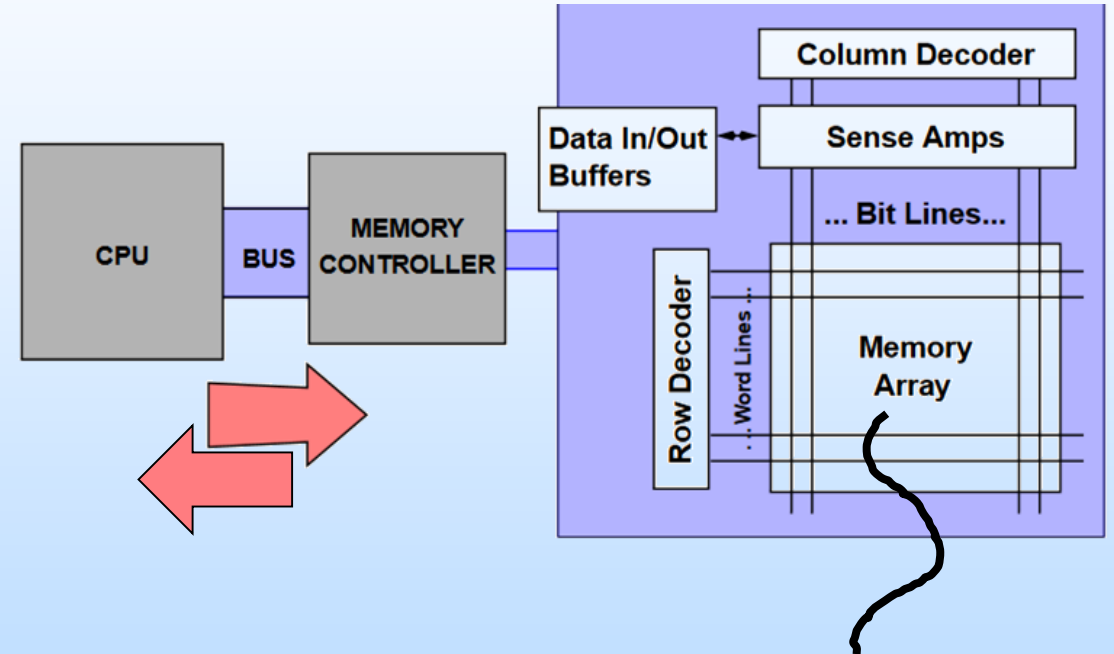 Column Decoder
Data In/Out
Buffers
Sense Amps
... Bit Lines...
CPU
BUS
MEMORY
CONTROLLER
Row Decoder
... Word Lines ...
Memory
Array